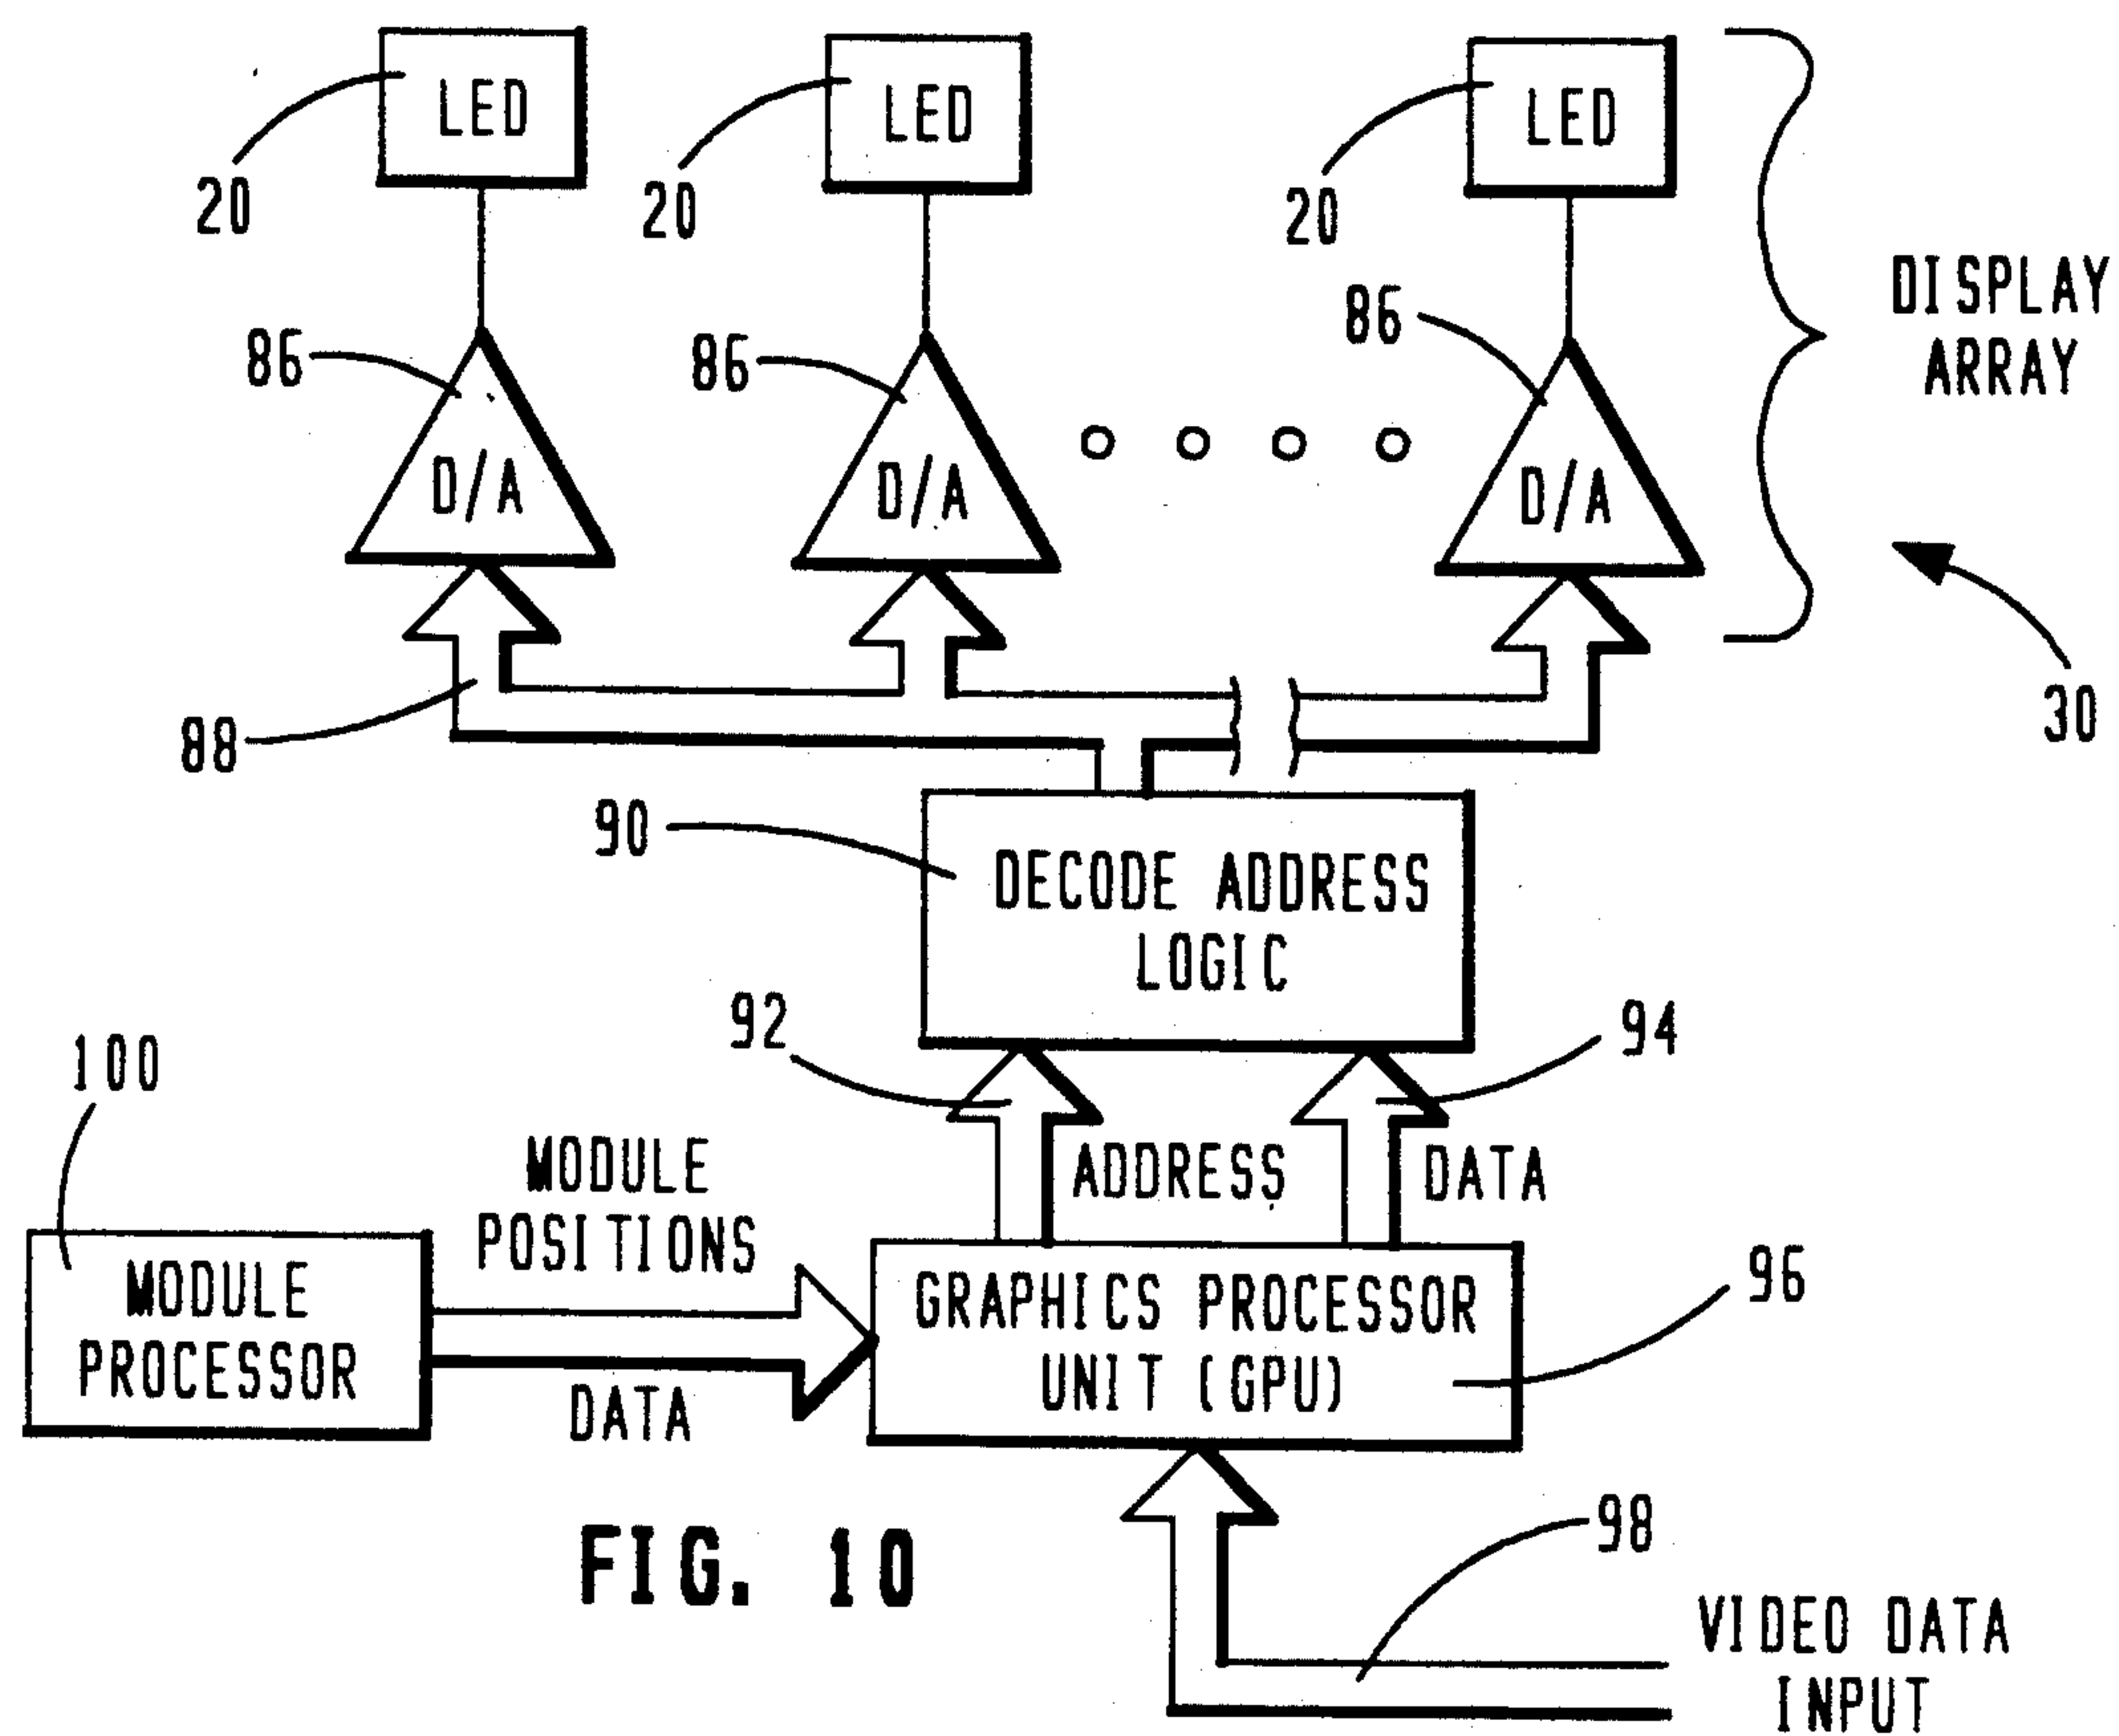 LED
LED
LED
20
20
20
DISPLAY
ARRAY
86
86
86
D/A
D/A
D/A
30
88
90
DECODE ADDRESS
LOGIC
92
94
100
MODULE
POSITIONS
ADDRESS
DATA
MODULE
PROCESSOR
DATA
GRAPHICS PROCESSOR
UNIT (GPU)
96
98
FIG. 10
VIDEO DATA
INPUT